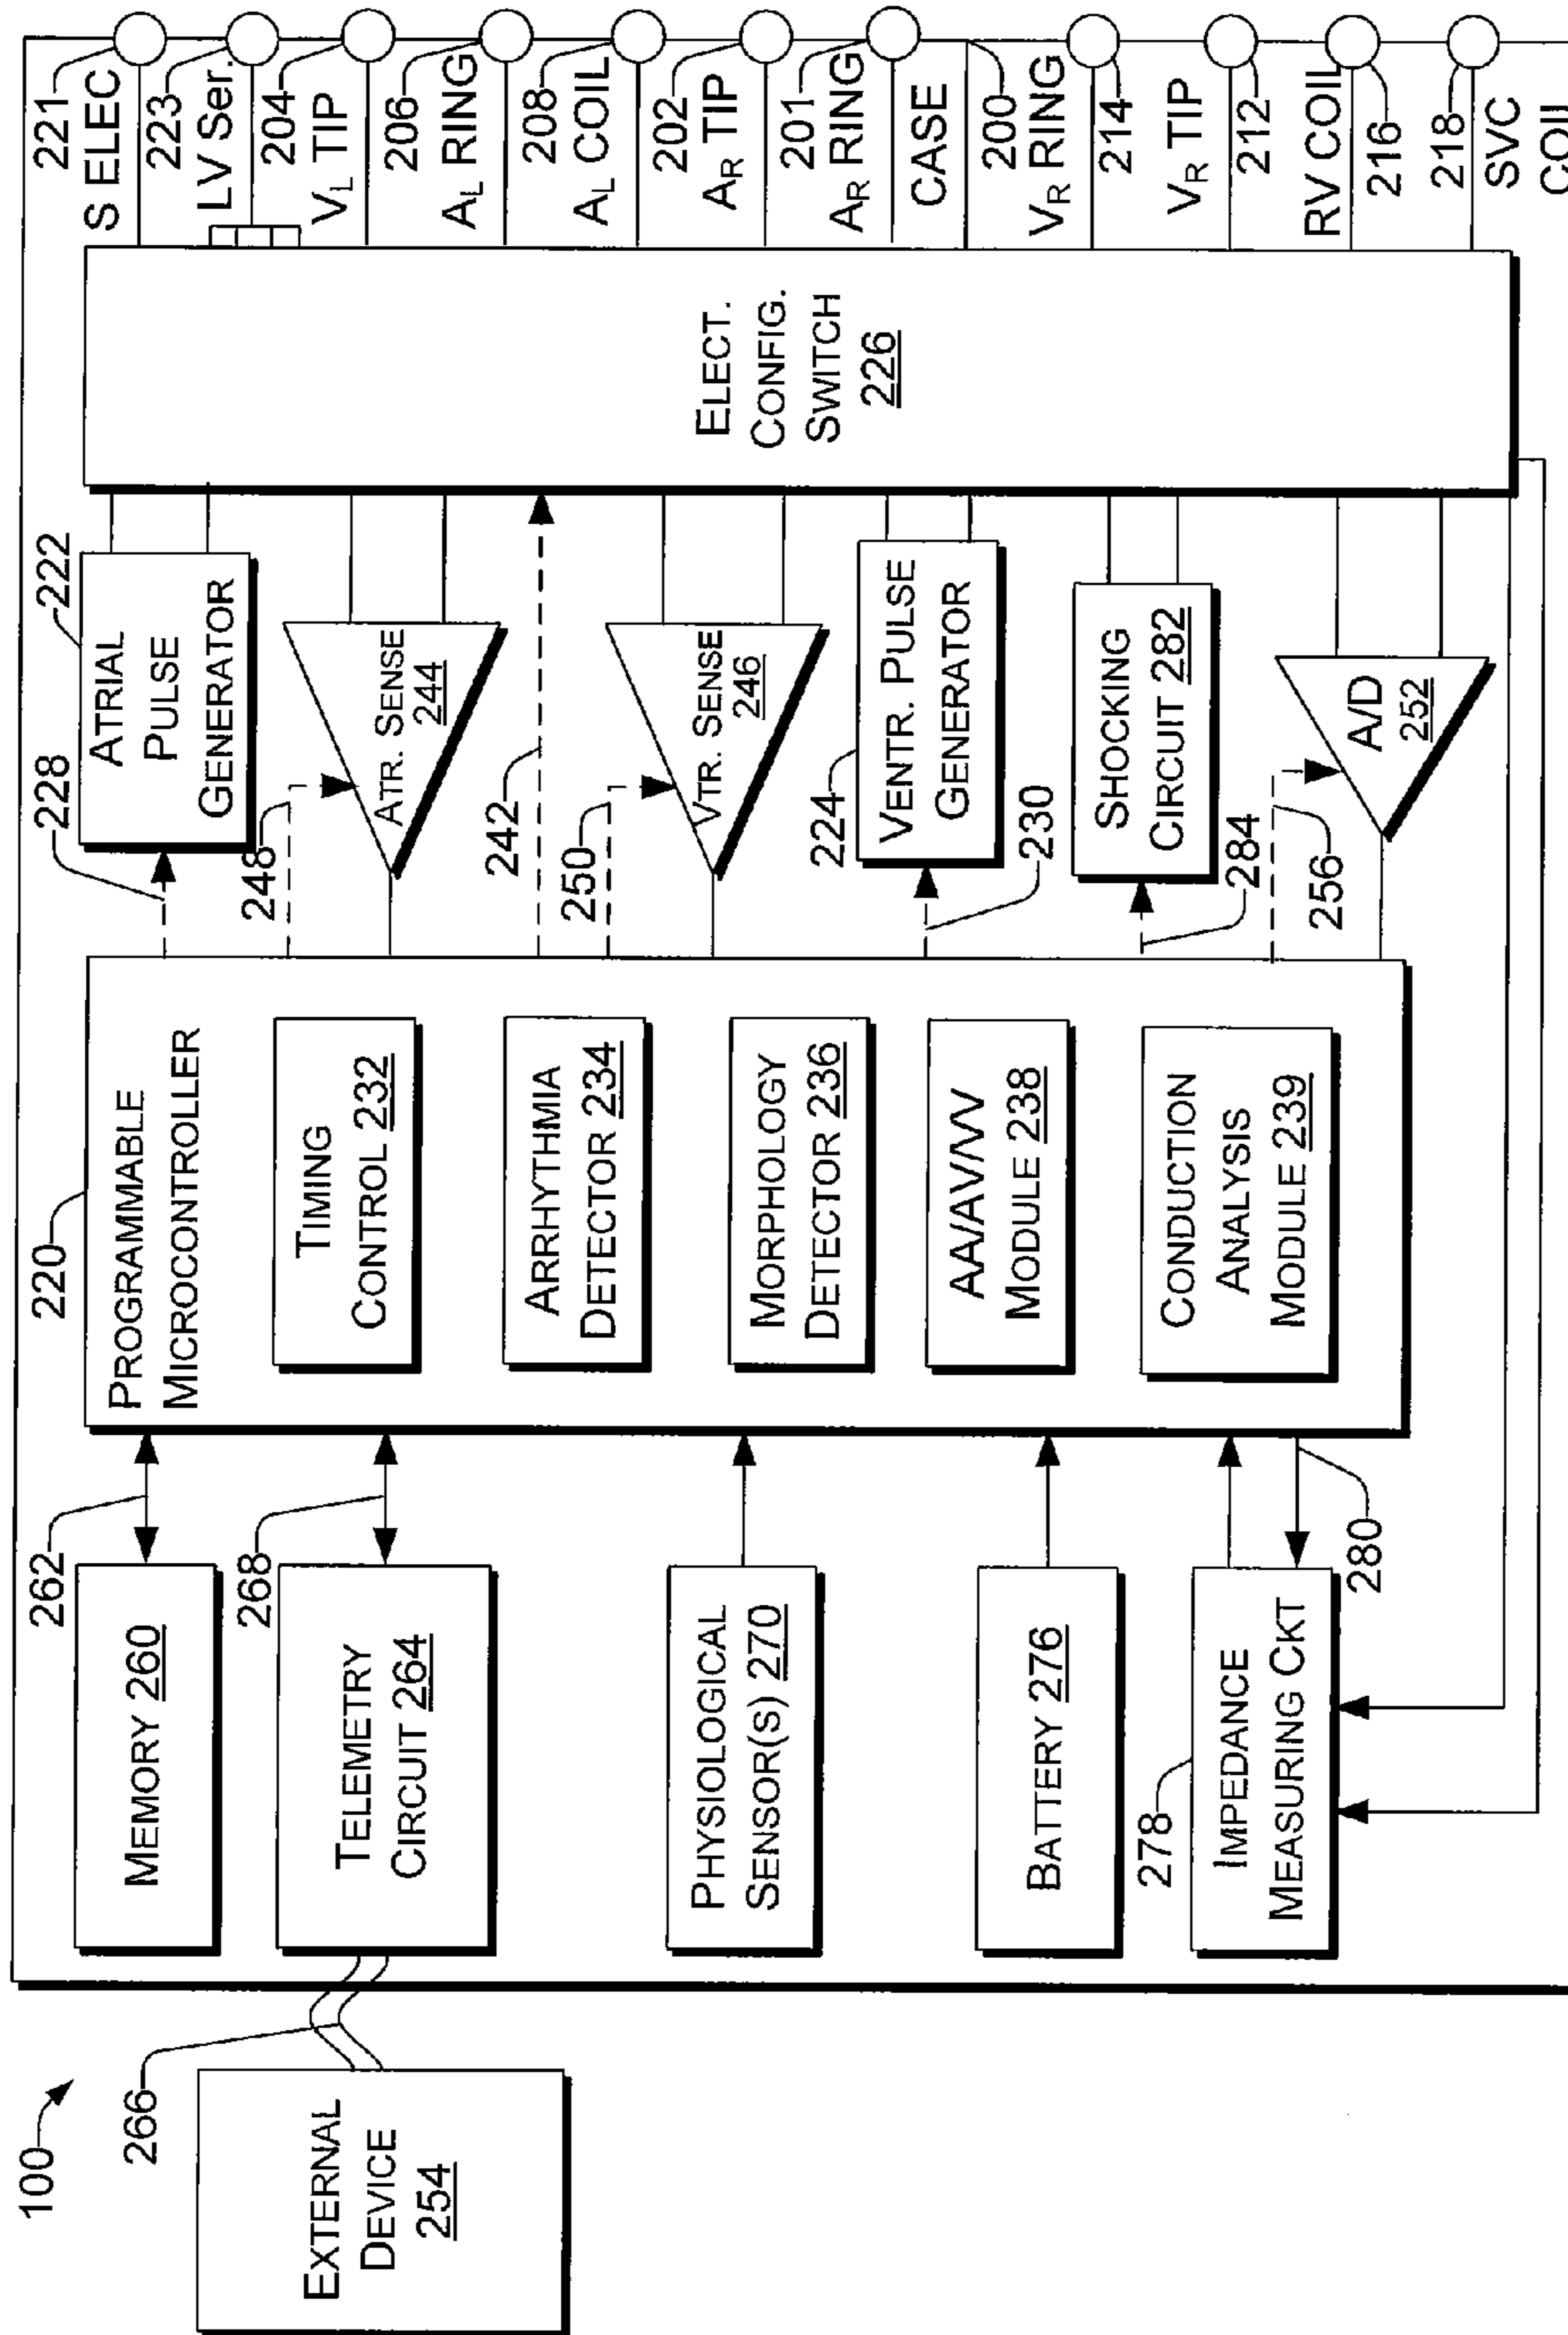 100
EXTERNAL
DEVICE
254
266
MEMORY 260
262
TELEMETRY
CIRCUIT 264
268
PHYSIOLOGICAL
SENSOR(S) 270
BATTERY 276
278
IMPEDANCE
MEASURING CKT
280
220
PROGRAMMABLE
MICROCONTROLLER
TIMING
CONTROL 232
ARRHYTHMIA
DETECTOR 234
MORPHOLOGY
DETECTOR 236
AA/AV/VV
MODULE 238
CONDUCTION
ANALYSIS
MODULE 239
228
222
ATRIAL
PULSE
GENERATOR
248
ATR. SENSE
244
242
250
VTR. SENSE
246
224
VENTR. PULSE
GENERATOR
230
SHOCKING
CIRCUIT 282
284
256
A/D
252
ELECT.
CONFIG.
SWITCH
226
221
S ELEC
223
LV Ser.
204
VL TIP
206
AL RING
208
AL COIL
202
AR TIP
201
AR RING
CASE
200
VR RING
214
VR TIP
212
RV COIL
216
218
SVC
COIL